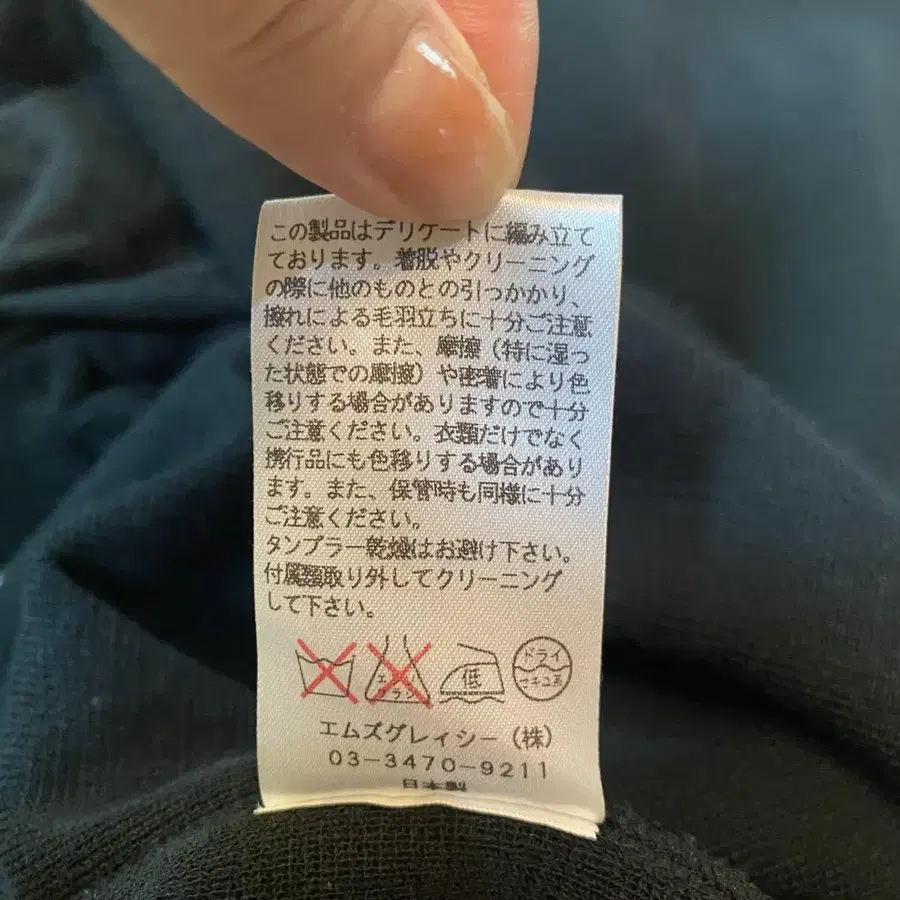 この製品はデリケートに編み立て
ております。着脱やクリーニング
の際に他のものとの引っかかり、
擦れによる毛羽立ちに十分ご注意
ください。また、摩擦（特に湿っ
た状態での摩擦）や密着により色
移りする場合がありますので十分
ご注意ください。衣類だけでなく
携行品にも色移りする場合があり
ます。また、保管時も同様に十分
ご注意ください。
タンブラー乾燥はお避け下さい。
付属類取り外してクリーニング
して下さい。
エンソ
サラシ
低
ドライ
セキユ系
エムズグレイシー（株）
03-3470-9211
日本製